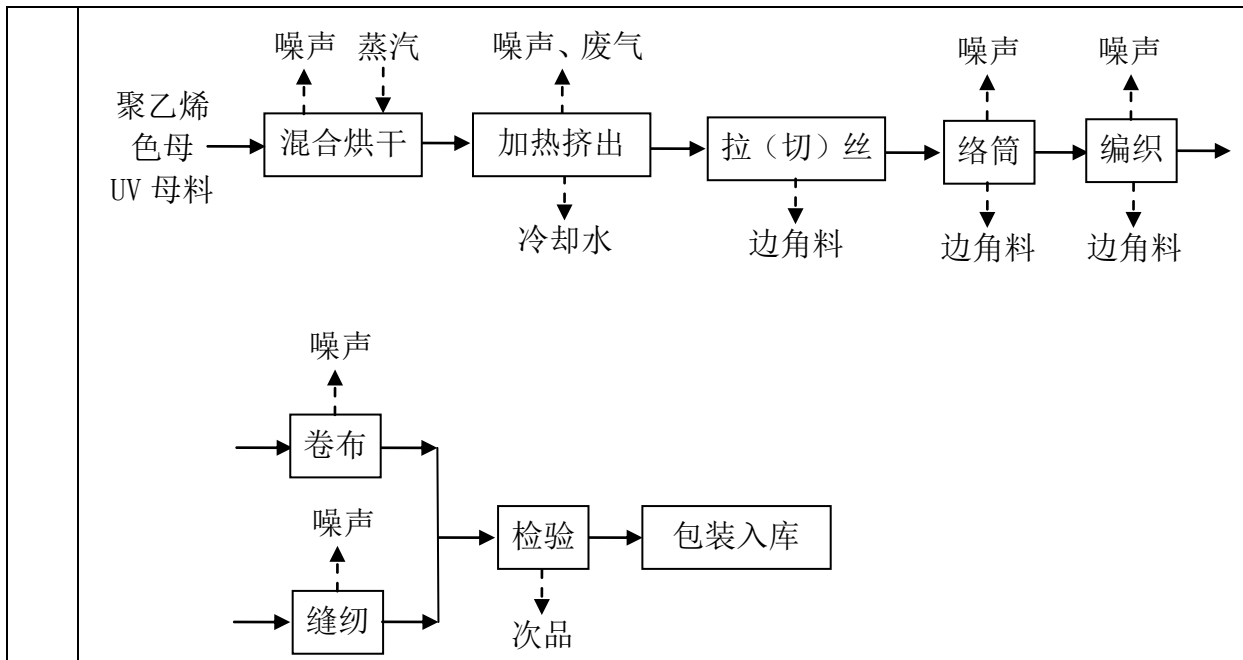 噪声 蒸汽
噪声、废气
噪声
噪声
聚乙烯
色母
UV 母料
混合烘干
加热挤出
拉（切）丝
络筒
编织
冷却水
边角料
边角料
边角料
噪声
卷布
噪声
缝纫
检验
包装入库
次品